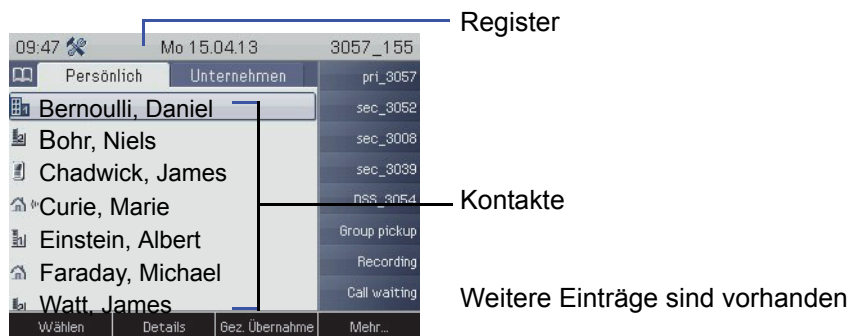 Register
09:47 Mo 15.04.13 3057_155
Persönlich Unternehmen pri_3057
Bernoulli, Daniel sec_3052
Bohr, Niels sec_3008
Chadwick, James sec_3039
Curie, Marie DSS_3054
Kontakte
Einstein, Albert Group pickup
Faraday, Michael Recording
Watt, James Call waiting
Weitere Einträge sind vorhanden
Wählen Details Gez. Übernahme Mehr...